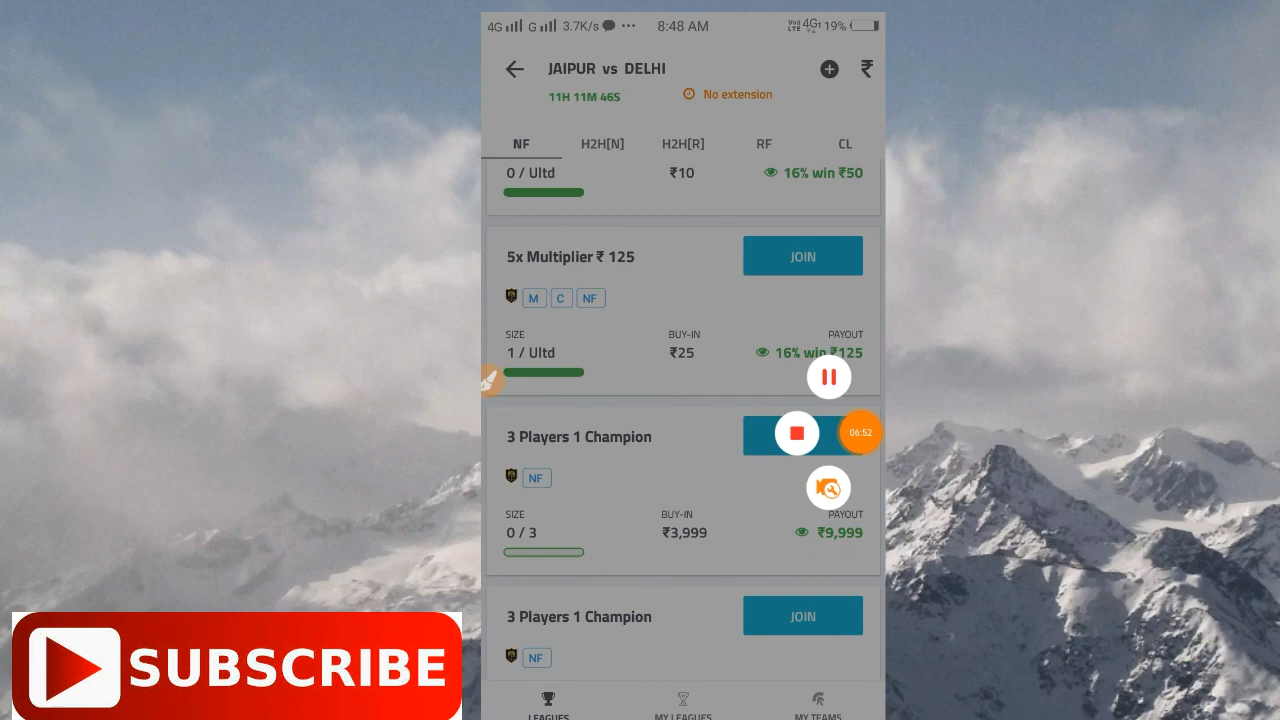 4G G 3.7K/s ... 8:48 AM VoD LTE 4G 19%
JAIPUR vs DELHI ₹
11H 11M 46S No extension
NF H2H[N] H2H[R] RF CL
0 / Ultd ₹10 16% win ₹50
5x Multiplier ₹ 125 JOIN
M C NF
SIZE BUY-IN PAYOUT
1 / Ultd ₹25 16% win ₹125
3 Players 1 Champion
06:52
NF
SIZE BUY-IN PAYOUT
0 / 3 ₹3,999 ₹9,999
3 Players 1 Champion JOIN
NF
LEAGUES MY LEAGUES MY TEAMS
SUBSCRIBE